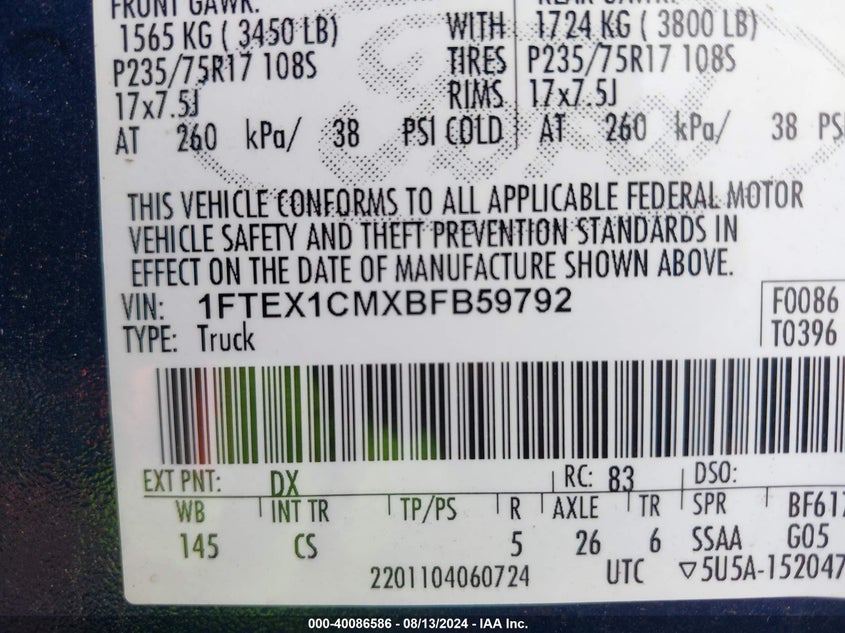 FRONT GAWR: REAR GAWR:
1565 KG ( 3450 LB) WITH 1724 KG ( 3800 LB)
P235/75R17 108S TIRES P235/75R17 108S
17x7.5J RIMS 17x7.5J
AT 260 kPa/ 38 PSI COLD AT 260 kPa/ 38 PSI
THIS VEHICLE CONFORMS TO ALL APPLICABLE FEDERAL MOTOR
VEHICLE SAFETY AND THEFT PREVENTION STANDARDS IN
EFFECT ON THE DATE OF MANUFACTURE SHOWN ABOVE.
VIN: 1FTEX1CMXBFB59792 F0086
TYPE: Truck T0396
EXT PNT: DX RC: 83 DSO:
WB INT TR TP/PS R AXLE TR SPR BF617
145 CS 5 26 6 SSAA G05
2201104060724 UTC ▽5U5A-152047
000-40086586 - 08/13/2024 - IAA Inc.